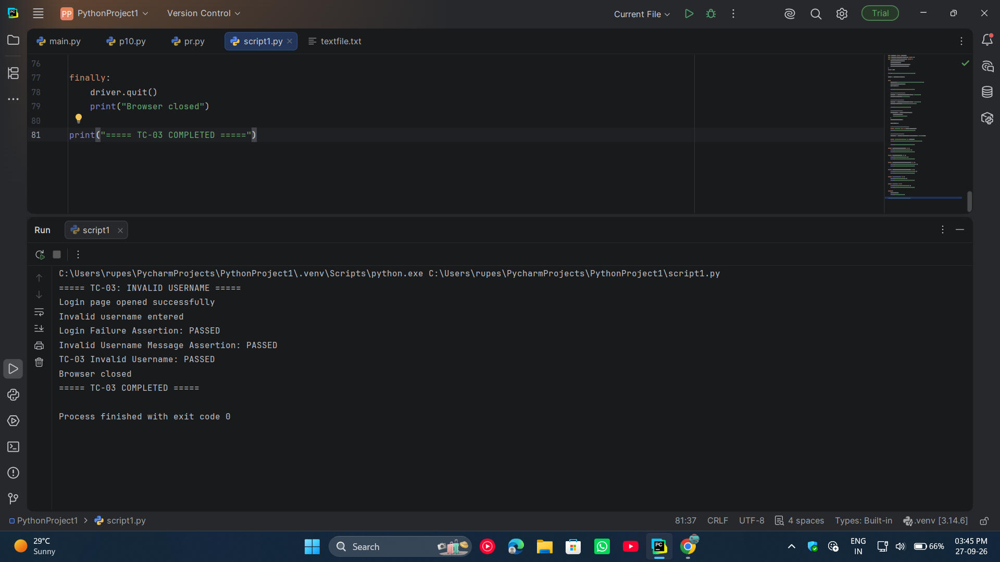 PC
PP PythonProject1
Version Control
Current File
Trial
main.py
p10.py
pr.py
script1.py
textfile.txt
76
77 finally:
78 driver.quit()
79 print("Browser closed")
80
81 print("===== TC-03 COMPLETED =====")
Run
script1
C:\Users\rupes\PycharmProjects\PythonProject1\.venv\Scripts\python.exe C:\Users\rupes\PycharmProjects\PythonProject1\script1.py
===== TC-03: INVALID USERNAME =====
Login page opened successfully
Invalid username entered
Login Failure Assertion: PASSED
Invalid Username Message Assertion: PASSED
TC-03 Invalid Username: PASSED
Browser closed
===== TC-03 COMPLETED =====
Process finished with exit code 0
PythonProject1 > script1.py
81:37 CRLF UTF-8 4 spaces Types: Built-in .venv [3.14.6]
29°C
Sunny
Search
PC
ENG
IN
66%
03:45 PM
27-09-26